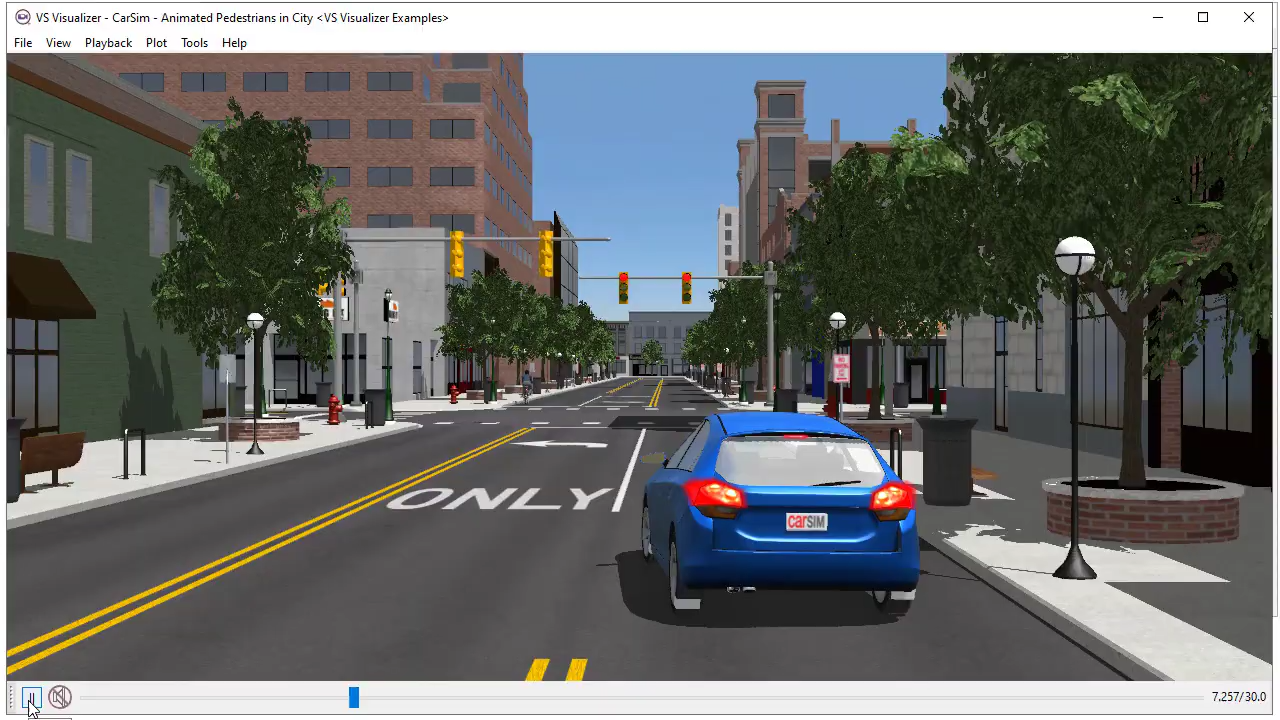 VS Visualizer - CarSim - Animated Pedestrians in City <VS Visualizer Examples>
File View Playback Plot Tools Help
ONLY
carSIM
7.257/30.0